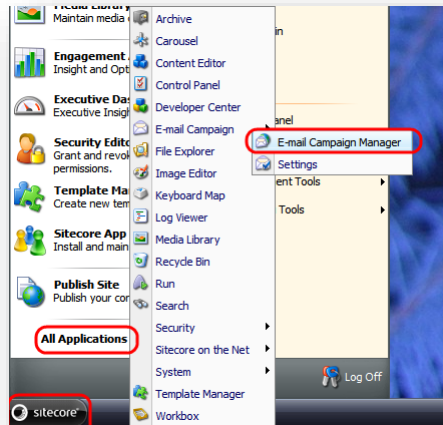 Media Library
Maintain media
Engagement
Insight and Opt
Executive Das
Executive Insig
Security Edito
Grant and revok
permissions.
Template Ma
Create new tem
Sitecore App
Install and main
Publish Site
Publish your con
All Applications
sitecore
Archive
Carousel
Content Editor
Control Panel
Developer Center
E-mail Campaign
File Explorer
Image Editor
Keyboard Map
Log Viewer
Media Library
Recycle Bin
Run
Search
Security
Sitecore on the Net
System
Template Manager
Workbox
E-mail Campaign Manager
Settings
in
anel
ent Tools
Tools
Log Off